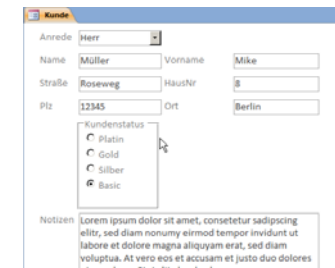 Kunde
Anrede Herr
Name Müller Vorname Mike
Straße Roseweg HausNr 8
Plz 12345 Ort Berlin
Kundenstatus
Platin
Gold
Silber
Basic
Notizen Lorem ipsum dolor sit amet, consetetur sadipscing
elitr, sed diam nonumy eirmod tempor invidunt ut
labore et dolore magna aliquyam erat, sed diam
voluptua. At vero eos et accusam et justo duo dolores